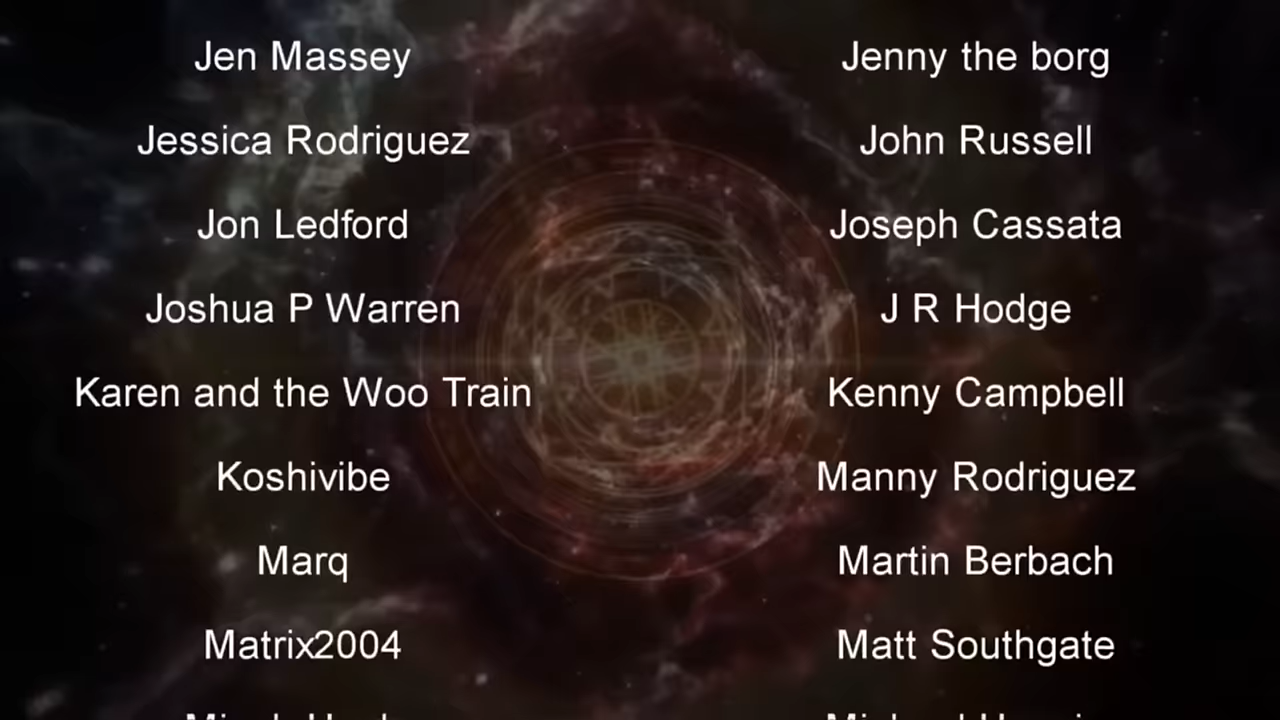 Jen Massey
Jenny the borg
Jessica Rodriguez
John Russell
Jon Ledford
Joseph Cassata
Joshua P Warren
J R Hodge
Karen and the Woo Train
Kenny Campbell
Koshivibe
Manny Rodriguez
Marq
Martin Berbach
Matrix2004
Matt Southgate